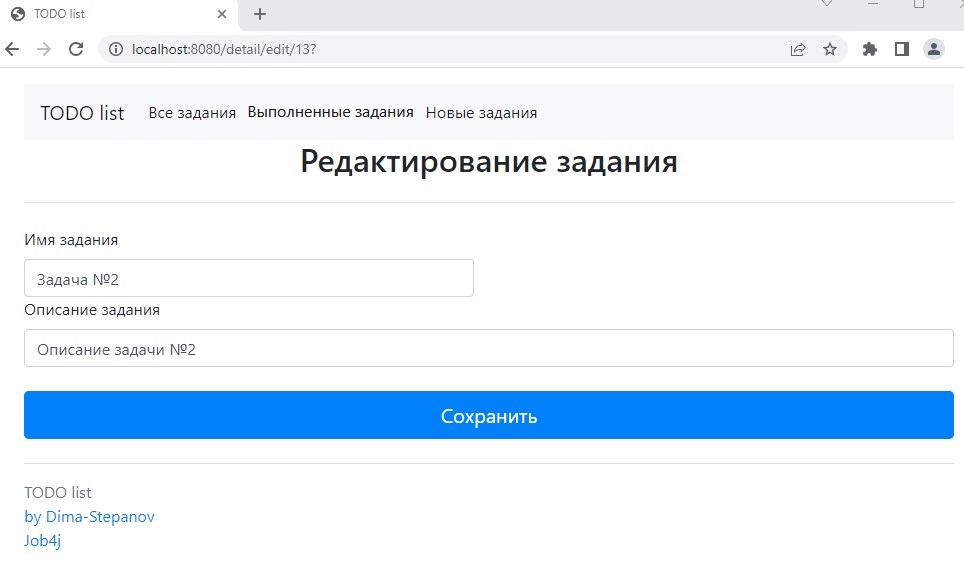 TODO list
localhost:8080/detail/edit/13?
TODO list Все задания Выполненные задания Новые задания
Редактирование задания
Имя задания
Задача №2
Описание задания
Описание задачи №2
Сохранить
TODO list
by Dima-Stepanov
Job4j